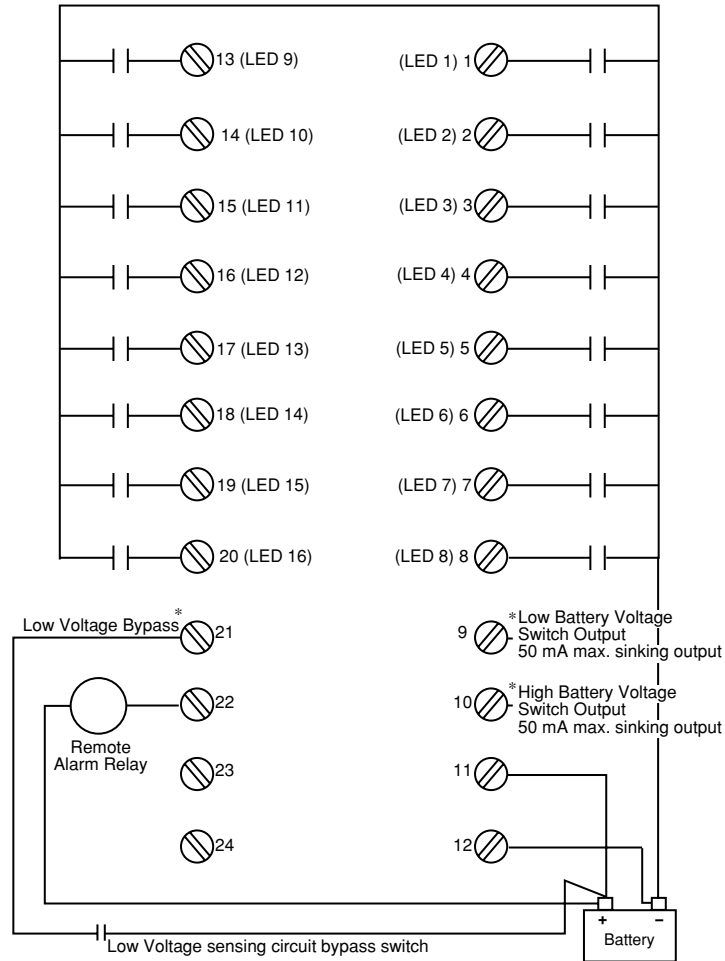 13 (LED 9)
(LED 1) 1
14 (LED 10)
(LED 2) 2
15 (LED 11)
(LED 3) 3
16 (LED 12)
(LED 4) 4
17 (LED 13)
(LED 5) 5
18 (LED 14)
(LED 6) 6
19 (LED 15)
(LED 7) 7
20 (LED 16)
(LED 8) 8
Low Voltage Bypass*
21
9
*Low Battery Voltage
Switch Output
50 mA max. sinking output
22
10
*High Battery Voltage
Switch Output
50 mA max. sinking output
Remote
Alarm Relay
23
11
24
12
+ −
Battery
Low Voltage sensing circuit bypass switch